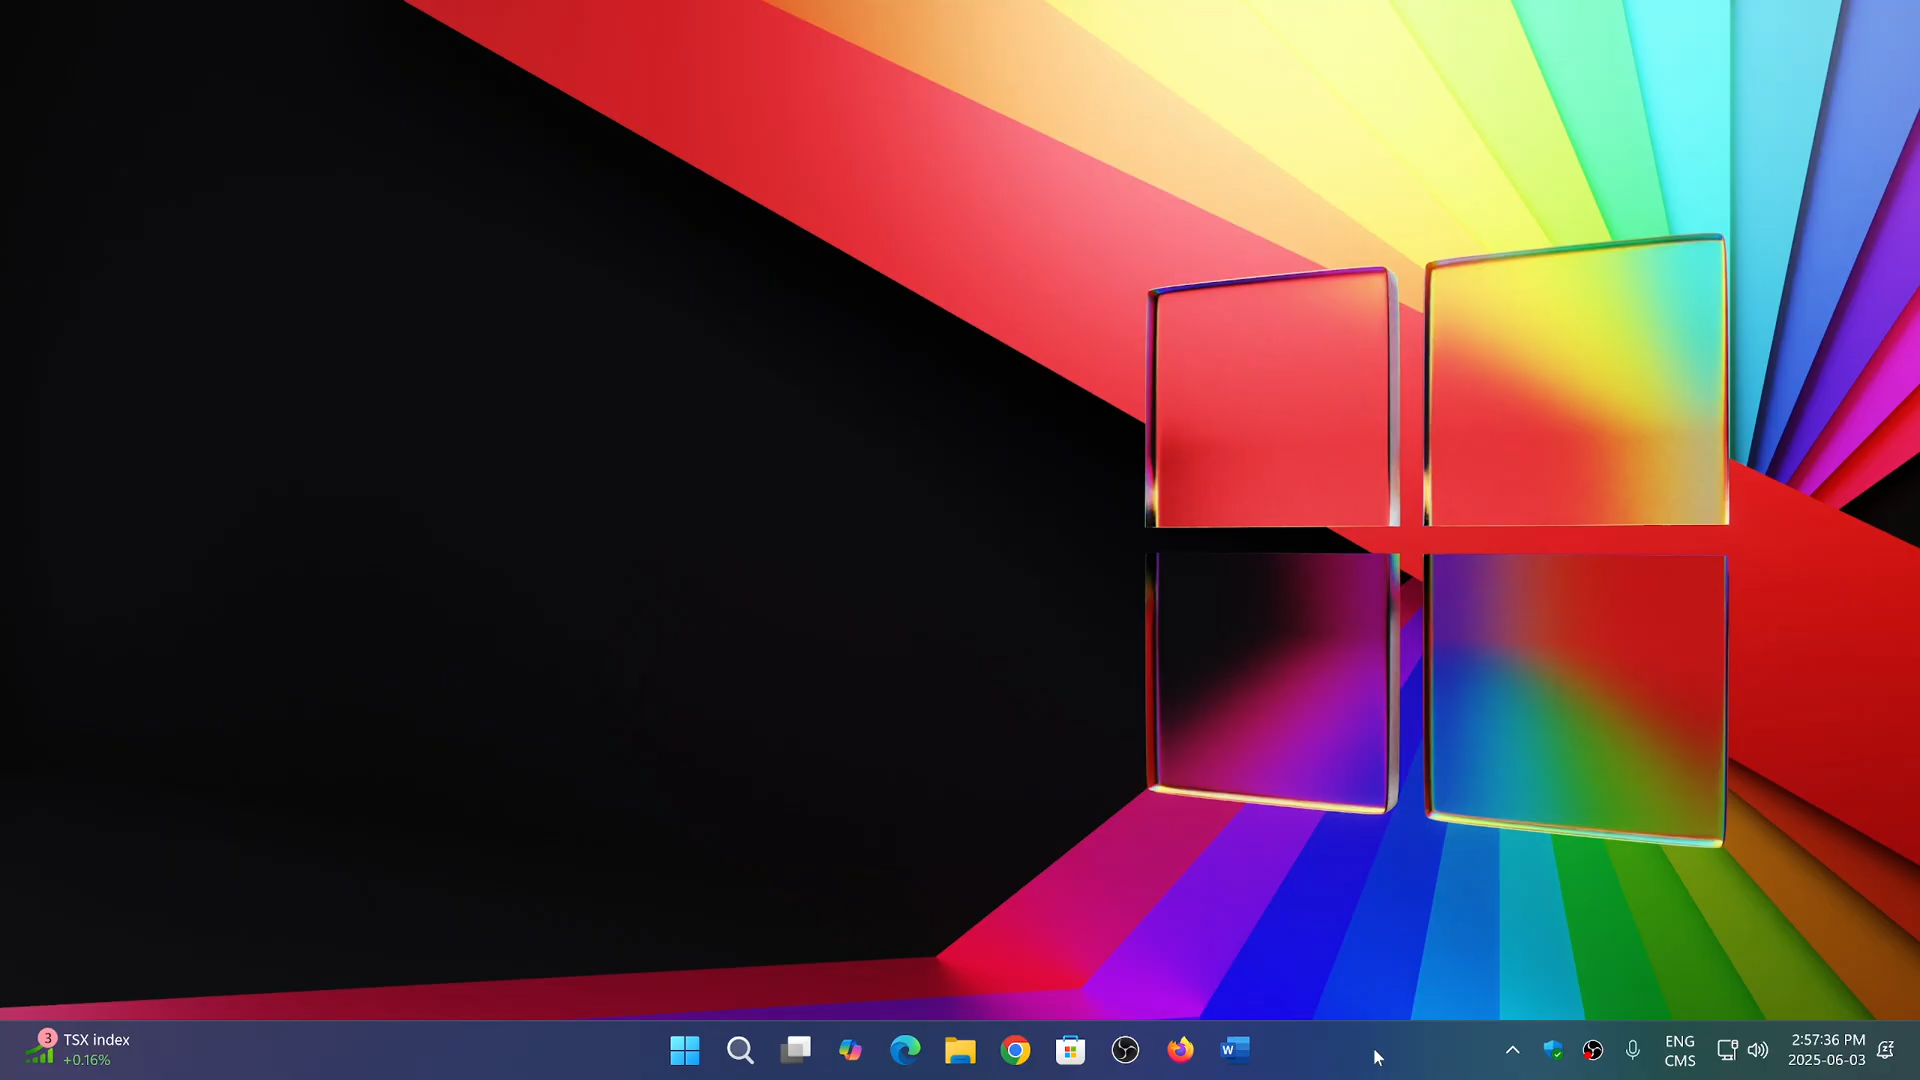 3
TSX index
+0.16%
W
ENG
CMS
2:57:36 PM
2025-06-03